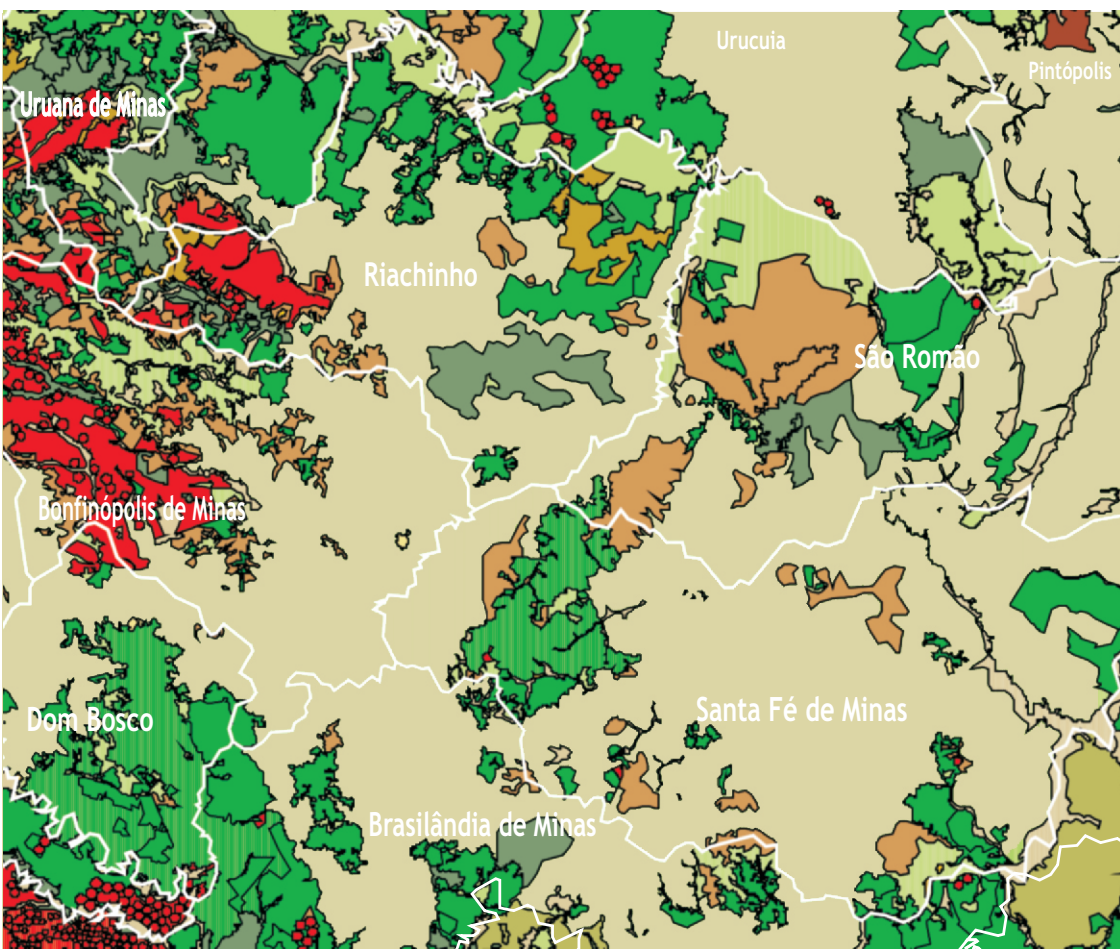 Urucuia
Pintópolis
Uruana de Minas
Riachinho
São Romão
Bonfinópolis de Minas
Santa Fé de Minas
Dom Bosco
Brasilândia de Minas